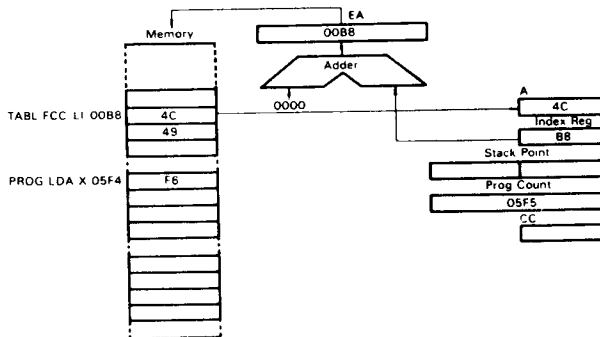 EA
Memory
00B8
Adder
0000
A
TABL FCC LI 00B8
4C
4C
Index Reg
49
B8
Stack Point
PROG LDA X 05F4
F6
Prog Count
05F5
CC